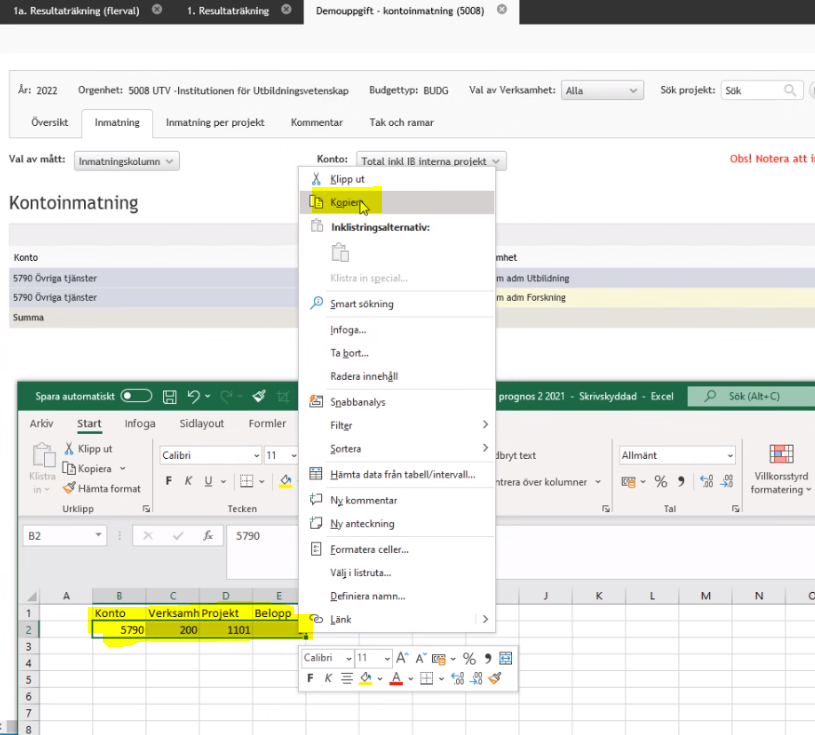 1a. Resultaträkning (flerval)
1. Resultaträkning
Demouppgift - kontoinmatning (5008)
År: 2022 Orgenhet: 5008 UTV -Institutionen för Utbildningsvetenskap Budgettyp: BUDG Val av Verksamhet: Alla Sök projekt: Sök
Översikt Inmatning Inmatning per projekt Kommentar Tak och ramar
Val av mått: Inmatningskolumn Konto: Total inkl IB interna projekt Obs! Notera att
Kontoinmatning
Konto mhet
5790 Övriga tjänster m adm Utbildning
5790 Övriga tjänster m adm Forskning
Summa
Klipp ut
Kopiera
Inklistringsalternativ:
Klistra in special...
Smart sökning
Infoga...
Ta bort...
Radera innehåll
Snabbanalys
Filter
Sortera
Hämta data från tabell/intervall...
Ny kommentar
Ny anteckning
Formatera celler...
Välj i listruta...
Definiera namn...
Länk
Spara automatiskt prognos 2 2021 - Skrivskyddad - Excel Sök (Alt+C)
Arkiv Start Infoga Sidlayout Formler
Klistra in
Klipp ut
Kopiera
Hämta format
Urklipp
Calibri 11
F K U
Tecken
dbryt text
ntrera över kolumner
Allmänt
% 9
Tal
Villkorsstyrd
formatering
B2 fx 5790
A B C D E J K L M N O
1 Konto Verksamh Projekt Belopp
2 5790 200 1101
3
4
5
6
7
8
Calibri 11 A A % 9
F K A